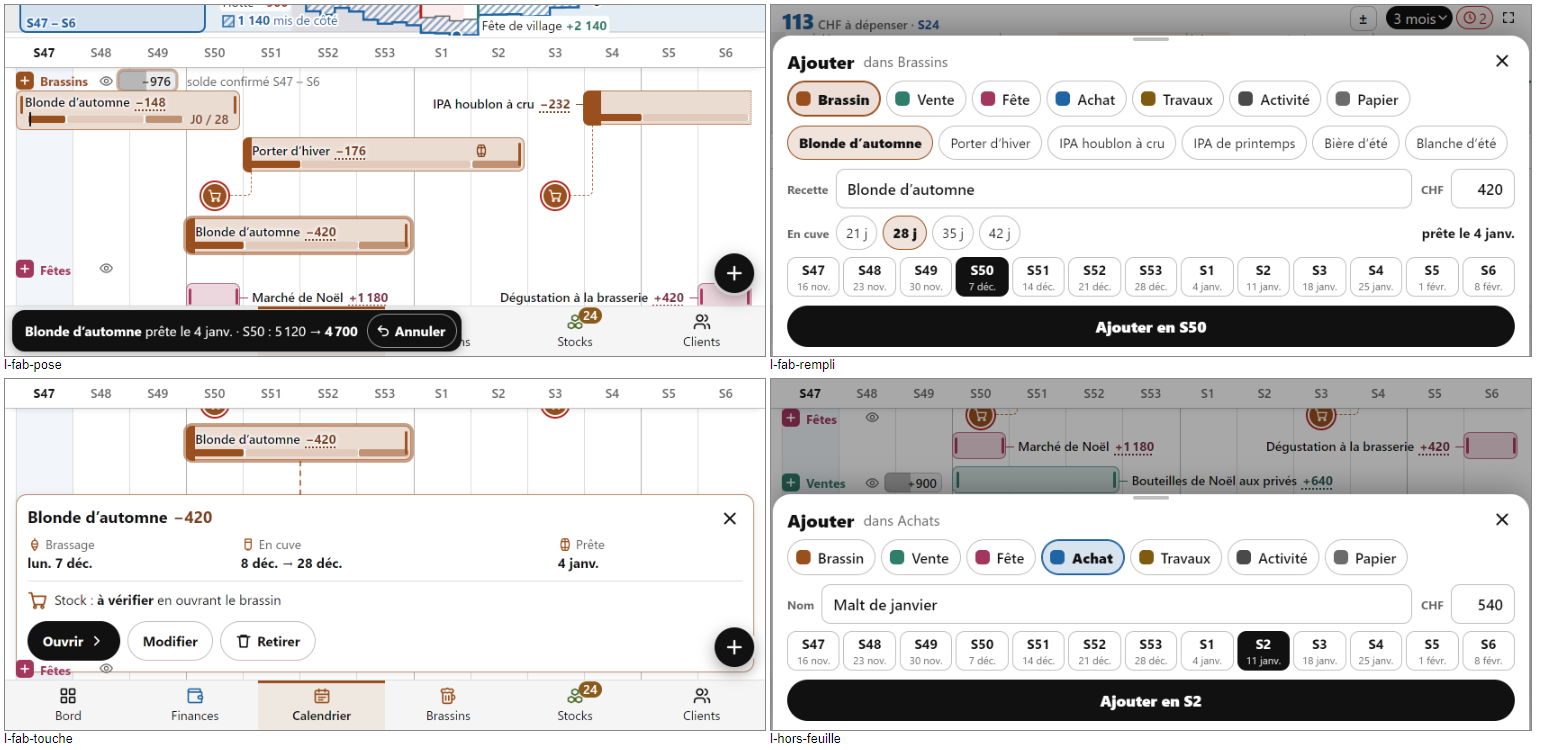 S47 – S6
1 140 mis de côté
Fête de village +2 140
S47 S48 S49 S50 S51 S52 S53 S1 S2 S3 S4 S5 S6
Brassins −976 solde confirmé S47 – S6
Blonde d’automne −148
J0 / 28
IPA houblon à cru −232
Porter d’hiver −176
Blonde d’automne −420
Fêtes
Marché de Noël +1 180
Dégustation à la brasserie +420
Blonde d’automne prête le 4 janv. · S50 : 5 120 → 4 700 Annuler
24
Stocks
Clients
l-fab-pose
113 CHF à dépenser · S24
± 3 mois 2
Ajouter dans Brassins
Brassin Vente Fête Achat Travaux Activité Papier
Blonde d’automne Porter d’hiver IPA houblon à cru IPA de printemps Bière d’été Blanche d’été
Recette Blonde d’automne CHF 420
En cuve 21 j 28 j 35 j 42 j prête le 4 janv.
S47 S48 S49 S50 S51 S52 S53 S1 S2 S3 S4 S5 S6
16 nov. 23 nov. 30 nov. 7 déc. 14 déc. 21 déc. 28 déc. 4 janv. 11 janv. 18 janv. 25 janv. 1 févr. 8 févr.
Ajouter en S50
l-fab-rempli
S47 S48 S49 S50 S51 S52 S53 S1 S2 S3 S4 S5 S6
Blonde d’automne −420
Blonde d’automne −420
Brassage En cuve Prête
lun. 7 déc. 8 déc. → 28 déc. 4 janv.
Stock : à vérifier en ouvrant le brassin
Ouvrir Modifier Retirer
Fêtes
24
Bord Finances Calendrier Brassins Stocks Clients
l-fab-touche
S47 S48 S49 S50 S51 S52 S53 S1 S2 S3 S4 S5 S6
Fêtes
Marché de Noël +1 180
Dégustation à la brasserie +420
Ventes +900
Bouteilles de Noël aux privés +640
Ajouter dans Achats
Brassin Vente Fête Achat Travaux Activité Papier
Nom Malt de janvier CHF 540
S47 S48 S49 S50 S51 S52 S53 S1 S2 S3 S4 S5 S6
16 nov. 23 nov. 30 nov. 7 déc. 14 déc. 21 déc. 28 déc. 4 janv. 11 janv. 18 janv. 25 janv. 1 févr. 8 févr.
Ajouter en S2
l-hors-feuille